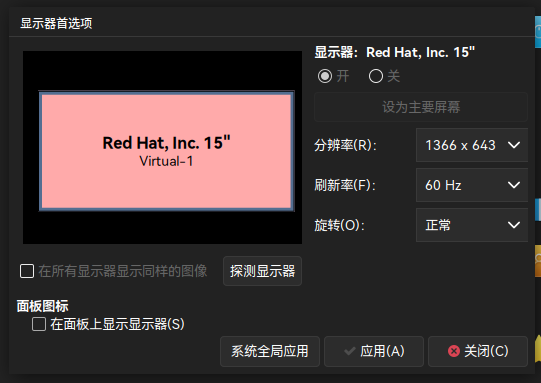 显示器首选项
显示器：Red Hat, Inc. 15"
开 关
设为主要屏幕
Red Hat, Inc. 15"
Virtual-1
分辨率(R)： 1366 x 643
刷新率(F)： 60 Hz
旋转(O)： 正常
在所有显示器显示同样的图像 探测显示器
面板图标
在面板上显示显示器(S)
系统全局应用 应用(A) 关闭(C)